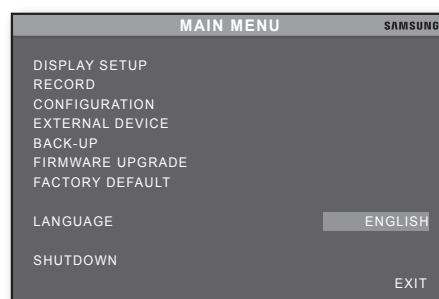 MAIN MENU SAMSUNG
DISPLAY SETUP
RECORD
CONFIGURATION
EXTERNAL DEVICE
BACK-UP
FIRMWARE UPGRADE
FACTORY DEFAULT
LANGUAGE ENGLISH
SHUTDOWN
EXIT